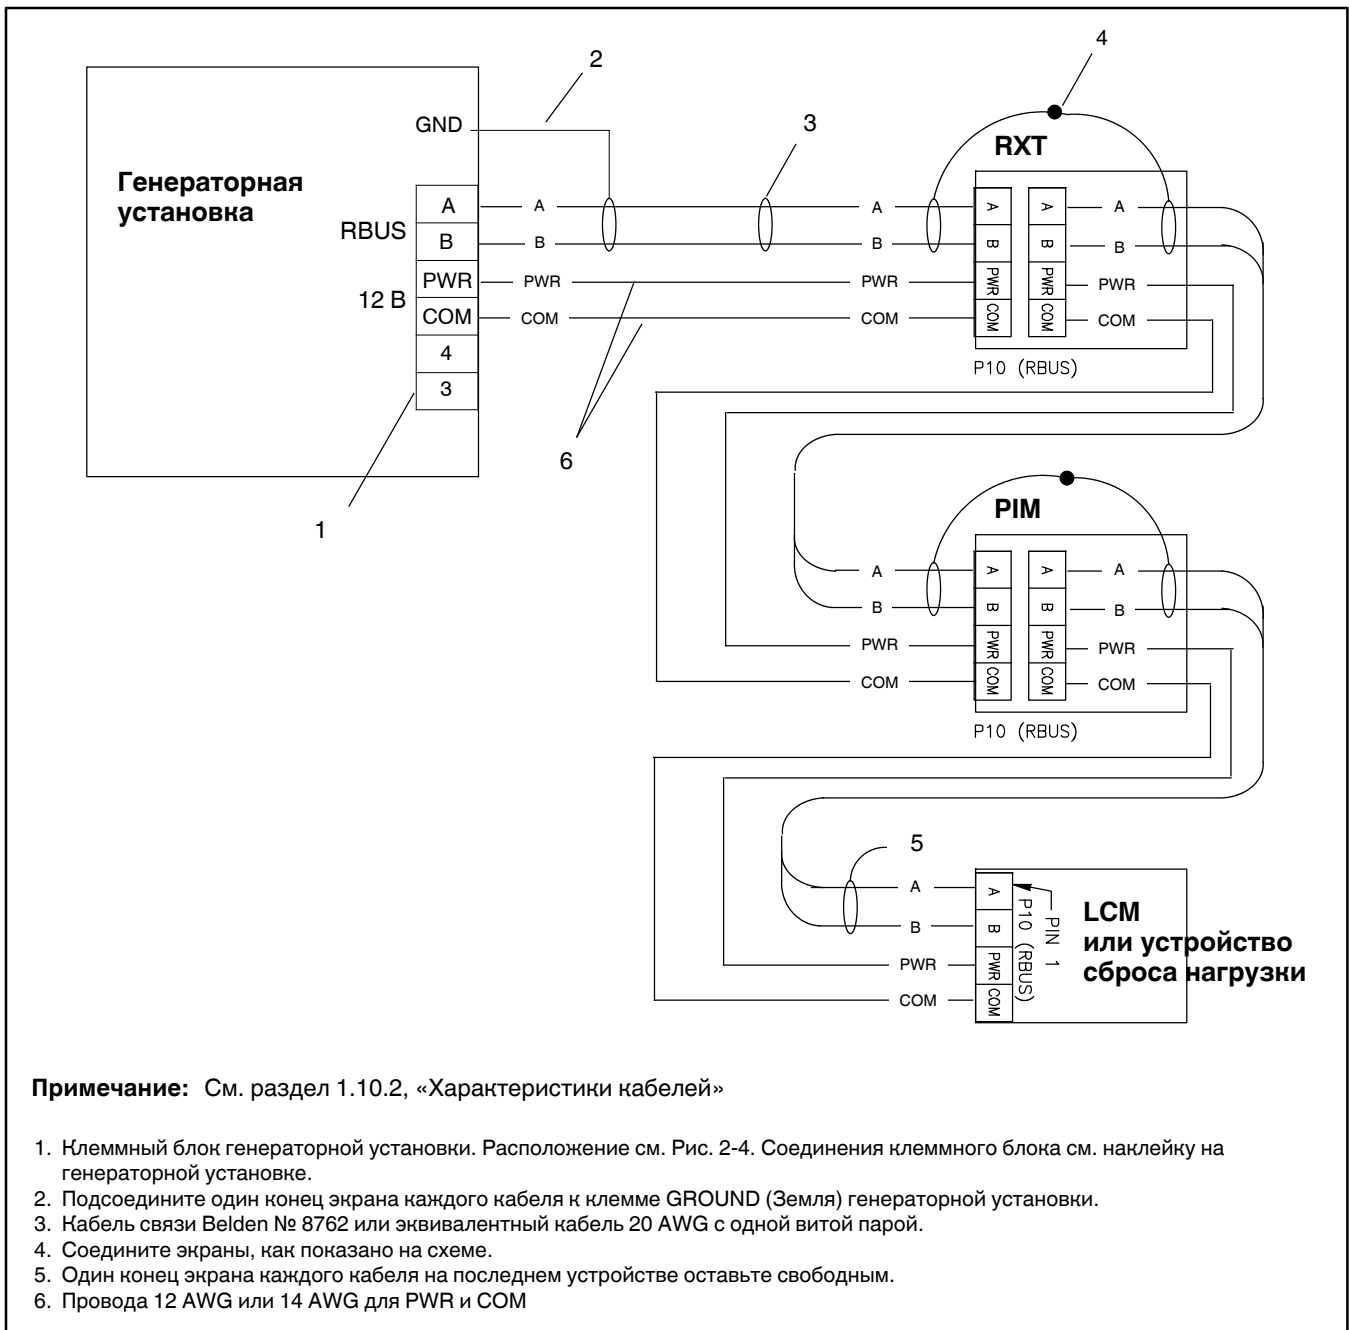 4
2
3
GND
RXT
Генераторная
установка
A
A
A
A
A
A
RBUS
B
B
B
B
B
B
PWR
PWR
PWR
PWR
PWR
PWR
12 В
COM
COM
COM
COM
COM
COM
4
3
P10 (RBUS)
6
1
PIM
A
A
A
A
B
B
B
B
PWR
PWR
PWR
PWR
COM
COM
COM
COM
P10 (RBUS)
5
A
A
B
B
PWR
PWR
COM
COM
PIN 1
P10 (RBUS)
LCM
или устройство
сброса нагрузки
Примечание: См. раздел 1.10.2, «Характеристики кабелей»
1. Клеммный блок генераторной установки. Расположение см. Рис. 2-4. Соединения клеммного блока см. наклейку на
генераторной установке.
2. Подсоедините один конец экрана каждого кабеля к клемме GROUND (Земля) генераторной установки.
3. Кабель связи Belden № 8762 или эквивалентный кабель 20 AWG с одной витой парой.
4. Соедините экраны, как показано на схеме.
5. Один конец экрана каждого кабеля на последнем устройстве оставьте свободным.
6. Провода 12 AWG или 14 AWG для PWR и COM